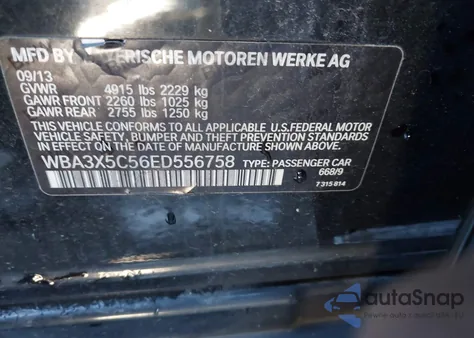 MFD BY BAYERISCHE MOTOREN WERKE AG
09/13
GVWR 4915 lbs 2229 kg
GAWR FRONT 2260 lbs 1025 kg
GAWR REAR 2755 lbs 1250 kg
THIS VEHICLE CONFORMS TO ALL APPLICABLE U.S.FEDERAL MOTOR
VEHICLE SAFETY, BUMPER AND THEFT PREVENTION STANDARDS
IN EFFECT ON THE DATE OF MANUFACTURE SHOWN ABOVE.
WBA3X5C56ED556758 TYPE: PASSENGER CAR
668/9
7 315 814
autoSnap